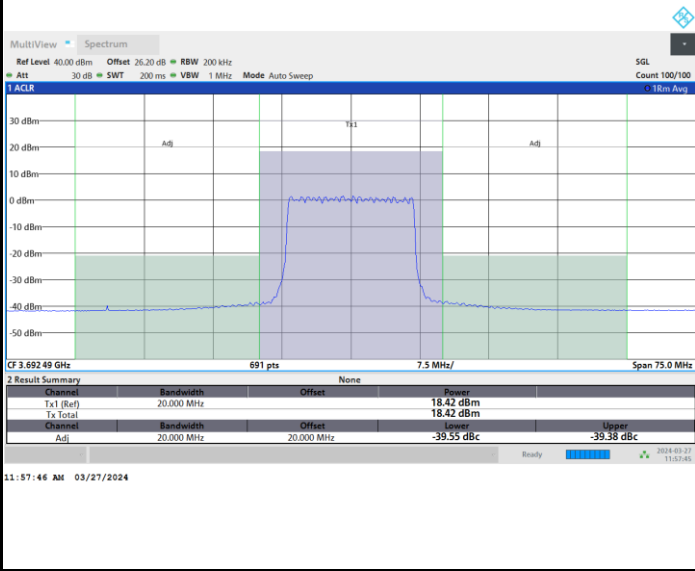 MultiView Spectrum
Ref Level 40.00 dBm Offset 26.20 dB RBW 200 kHz SGL
Att 30 dB SWT 200 ms VBW 1 MHz Mode Auto Sweep Count 100/100
1 ACLR 1Rm Avg
30 dBm
Tx1
20 dBm Adj Adj
10 dBm
0 dBm
-10 dBm
-20 dBm
-30 dBm
-40 dBm
-50 dBm
CF 3.692 49 GHz 691 pts 7.5 MHz/ Span 75.0 MHz
2 Result Summary None
Channel Bandwidth Offset Power
Tx1 (Ref) 20.000 MHz 18.42 dBm
Tx Total 18.42 dBm
Channel Bandwidth Offset Lower Upper
Adj 20.000 MHz 20.000 MHz -39.55 dBc -39.38 dBc
Ready 2024-03-27
11:57:45
11:57:46 AM 03/27/2024